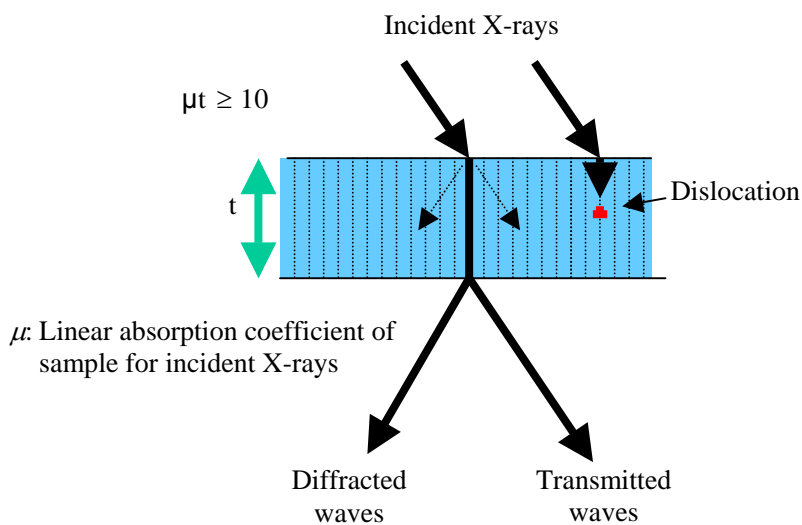 Incident X-rays
μt ≥ 10
t
Dislocation
μ: Linear absorption coefficient of
sample for incident X-rays
Diffracted
waves
Transmitted
waves